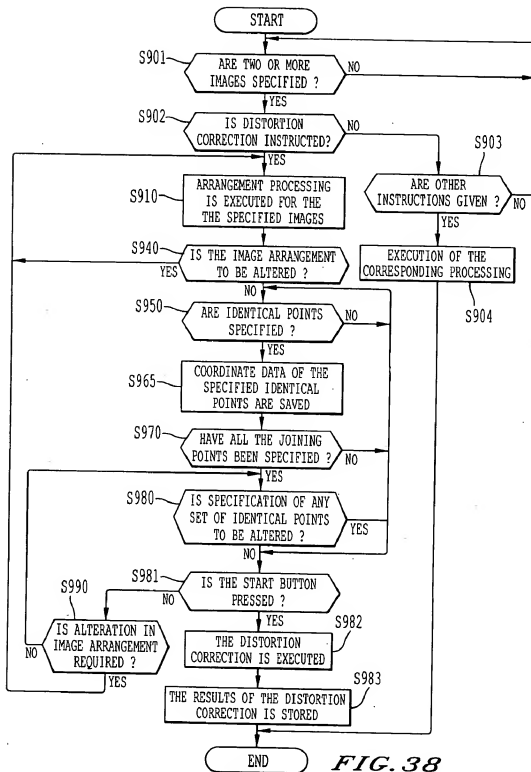 START
S901
ARE TWO OR MORE
IMAGES SPECIFIED ?
NO
YES
S902
IS DISTORTION
CORRECTION INSTRUCTED?
NO
YES
S903
ARE OTHER
INSTRUCTIONS GIVEN ?
NO
YES
S910
ARRANGEMENT PROCESSING
IS EXECUTED FOR THE
THE SPECIFIED IMAGES
EXECUTION OF THE
CORRESPONDING PROCESSING
S904
S940
IS THE IMAGE ARRANGEMENT
TO BE ALTERED ?
YES
NO
S950
ARE IDENTICAL POINTS
SPECIFIED ?
NO
YES
S965
COORDINATE DATA OF THE
SPECIFIED IDENTICAL
POINTS ARE SAVED
S970
HAVE ALL THE JOINING
POINTS BEEN SPECIFIED ?
NO
YES
S980
IS SPECIFICATION OF ANY
SET OF IDENTICAL POINTS
TO BE ALTERED ?
YES
NO
S981
IS THE START BUTTON
PRESSED ?
NO
YES
S990
IS ALTERATION IN
IMAGE ARRANGEMENT
REQUIRED ?
NO
YES
S982
THE DISTORTION
CORRECTION IS EXECUTED
S983
THE RESULTS OF THE DISTORTION
CORRECTION IS STORED
END
FIG. 38